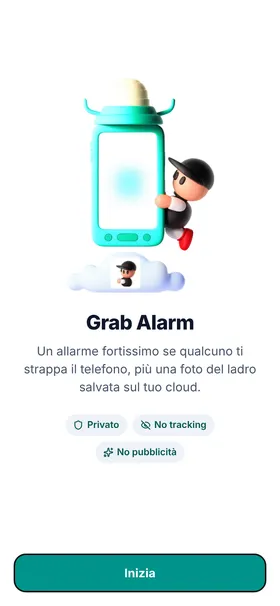 Grab Alarm
Un allarme fortissimo se qualcuno ti
strappa il telefono, più una foto del ladro
salvata sul tuo cloud.
Privato
No tracking
No pubblicità
Inizia